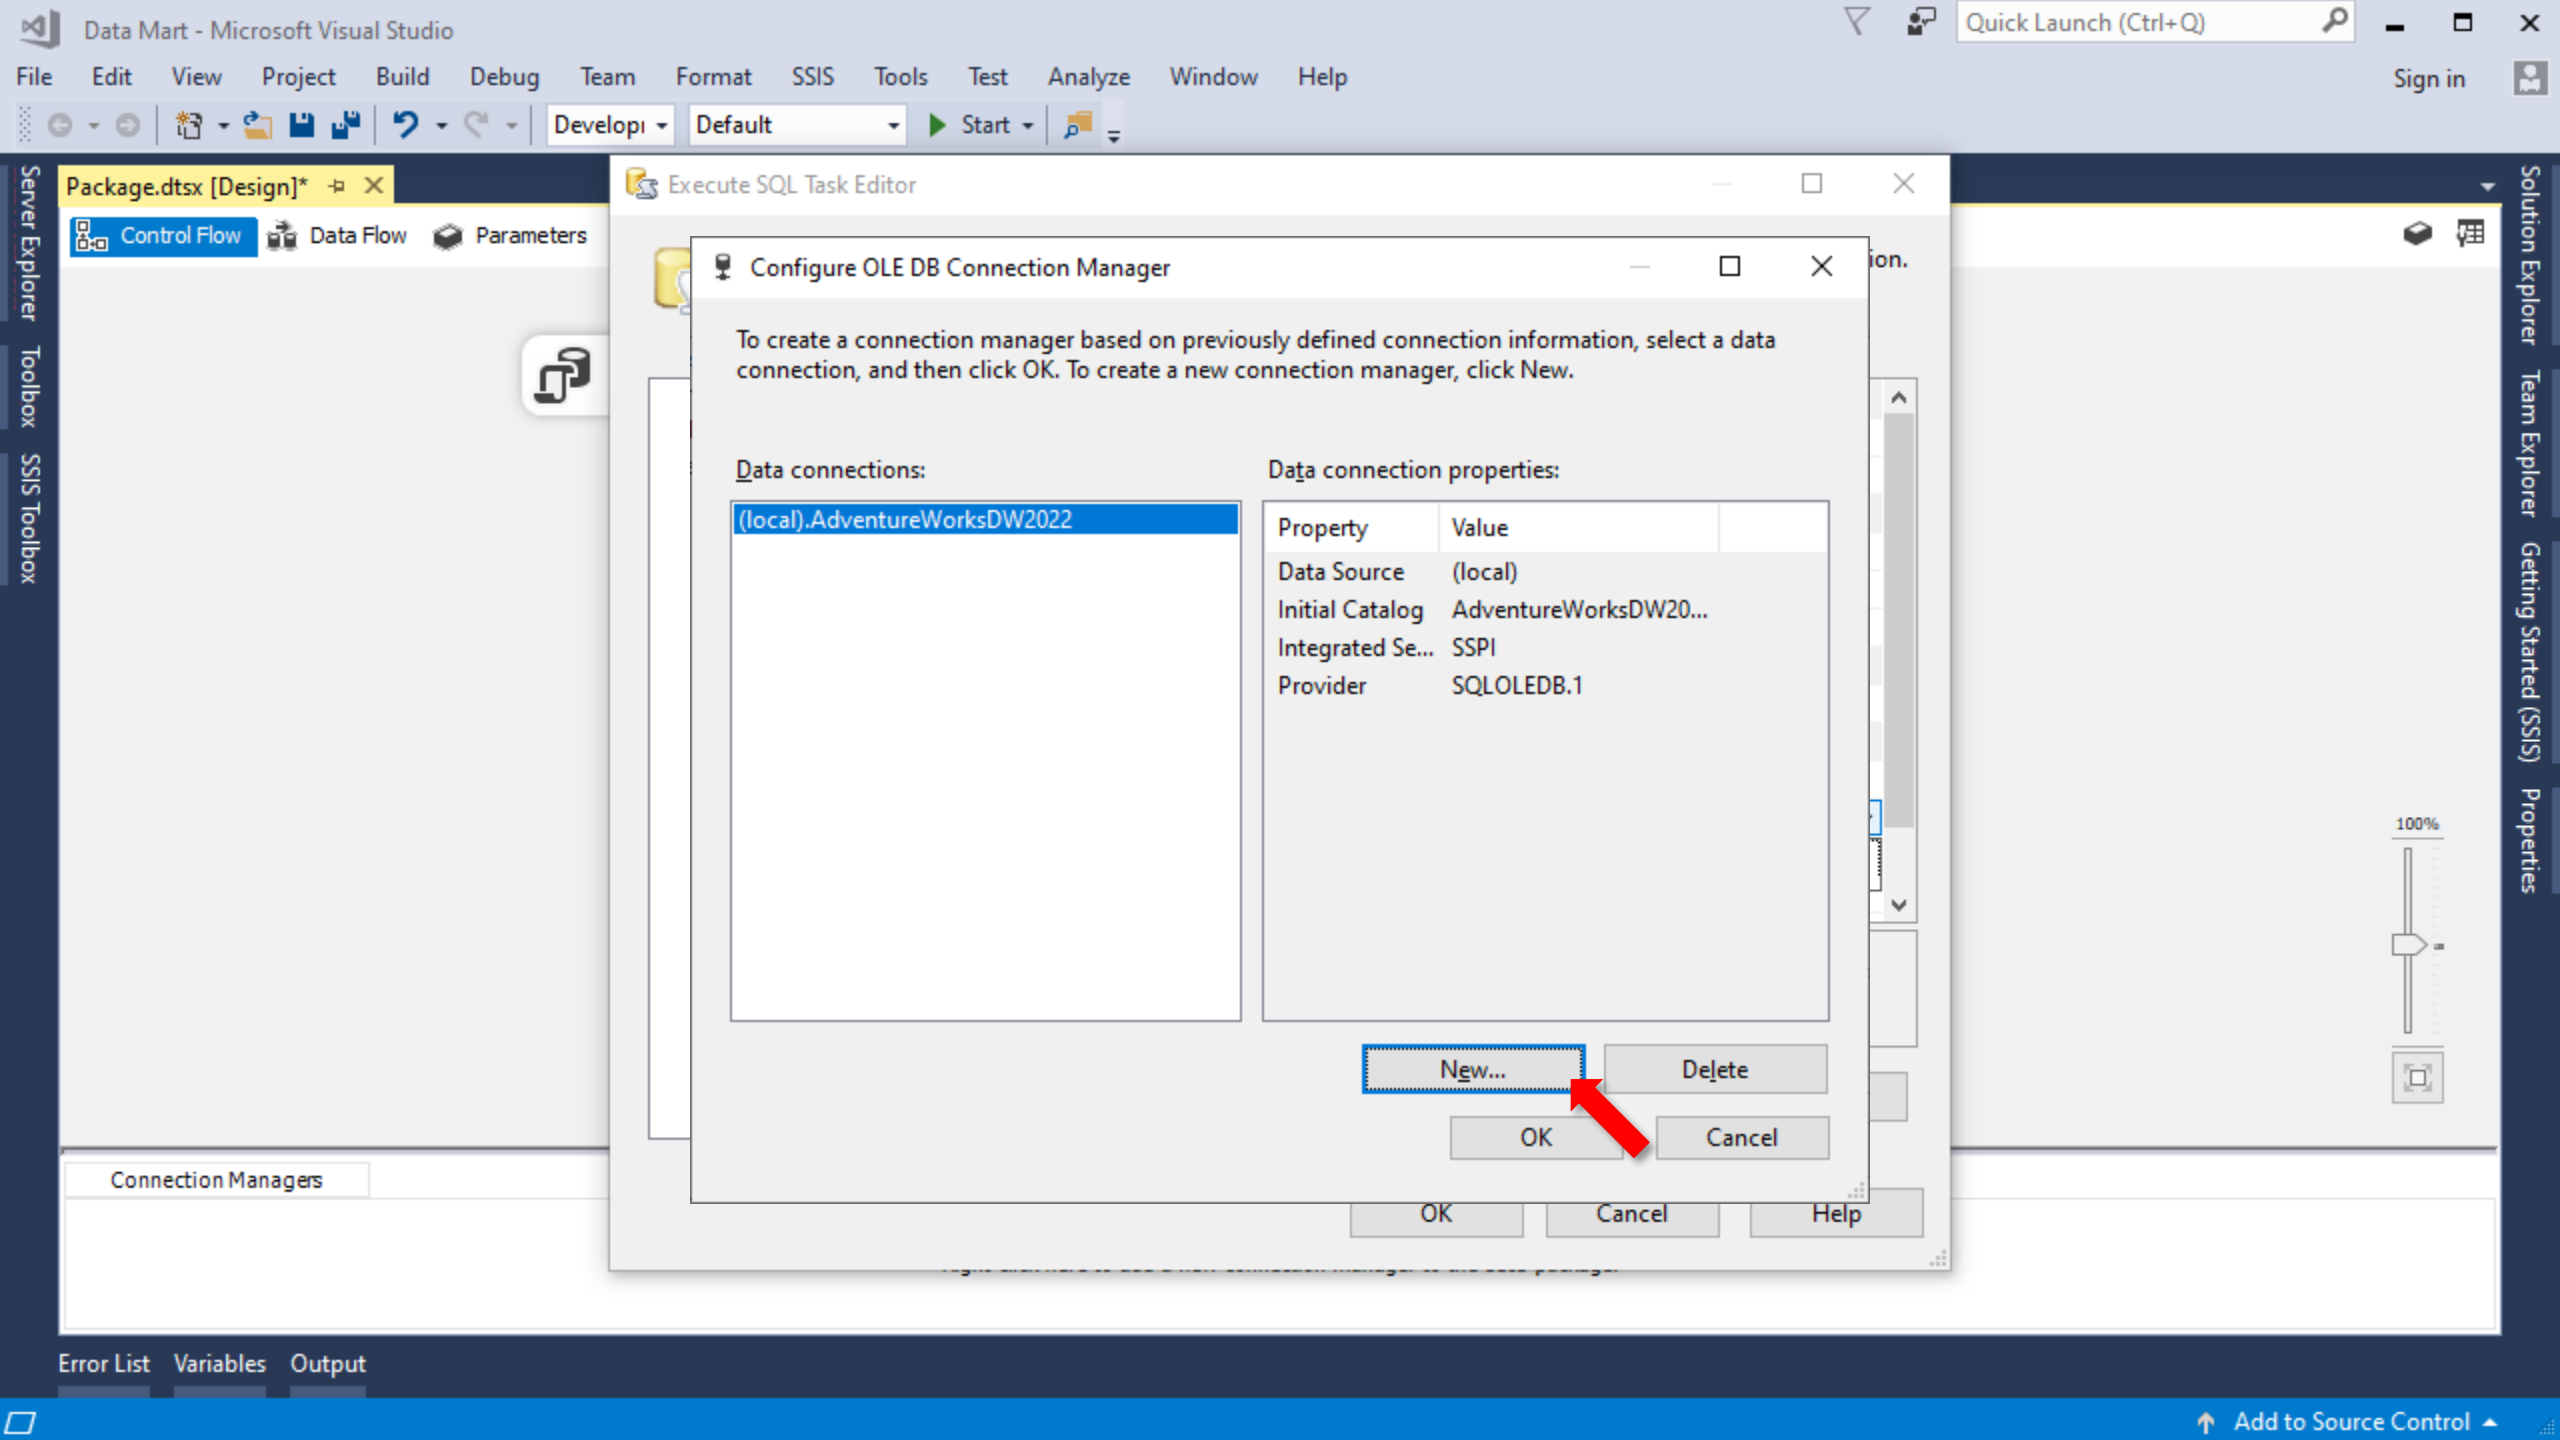 Data Mart - Microsoft Visual Studio
Quick Launch (Ctrl+Q)
File Edit View Project Build Debug Team Format SSIS Tools Test Analyze Window Help
Sign in
Default
Start
Server Explorer
Toolbox
SSIS Toolbox
Package.dtsx [Design]*
Control Flow
Data Flow
Parameters
Execute SQL Task Editor
Configure OLE DB Connection Manager
To create a connection manager based on previously defined connection information, select a data
connection, and then click OK. To create a new connection manager, click New.
Data connections:
(local).AdventureWorksDW2022
Data connection properties:
Property Value
Data Source (local)
Initial Catalog AdventureWorksDW20...
Integrated Se... SSPI
Provider SQLOLEDB.1
New...
Delete
OK
Cancel
OK
Cancel
Help
Solution Explorer
Team Explorer
Getting Started (SSIS)
Properties
100%
Connection Managers
Error List Variables Output
Add to Source Control